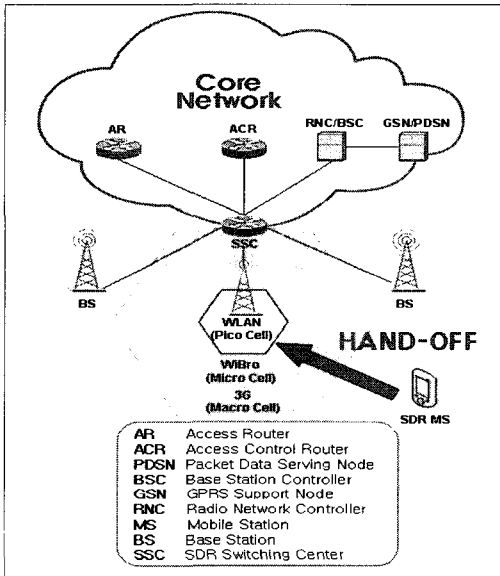 Core
Network
AR
ACR
RNC/BSC
GSN/PDSN
SSC
BS
BS
WLAN
(Pico Cell)
WiBro
(Micro Cell)
3G
(Macro Cell)
HAND-OFF
SDR MS
AR Access Router
ACR Access Control Router
PDSN Packet Data Serving Node
BSC Base Station Controller
GSN GPRS Support Node
RNC Radio Network Controller
MS Mobile Station
BS Base Station
SSC SDR Switching Center